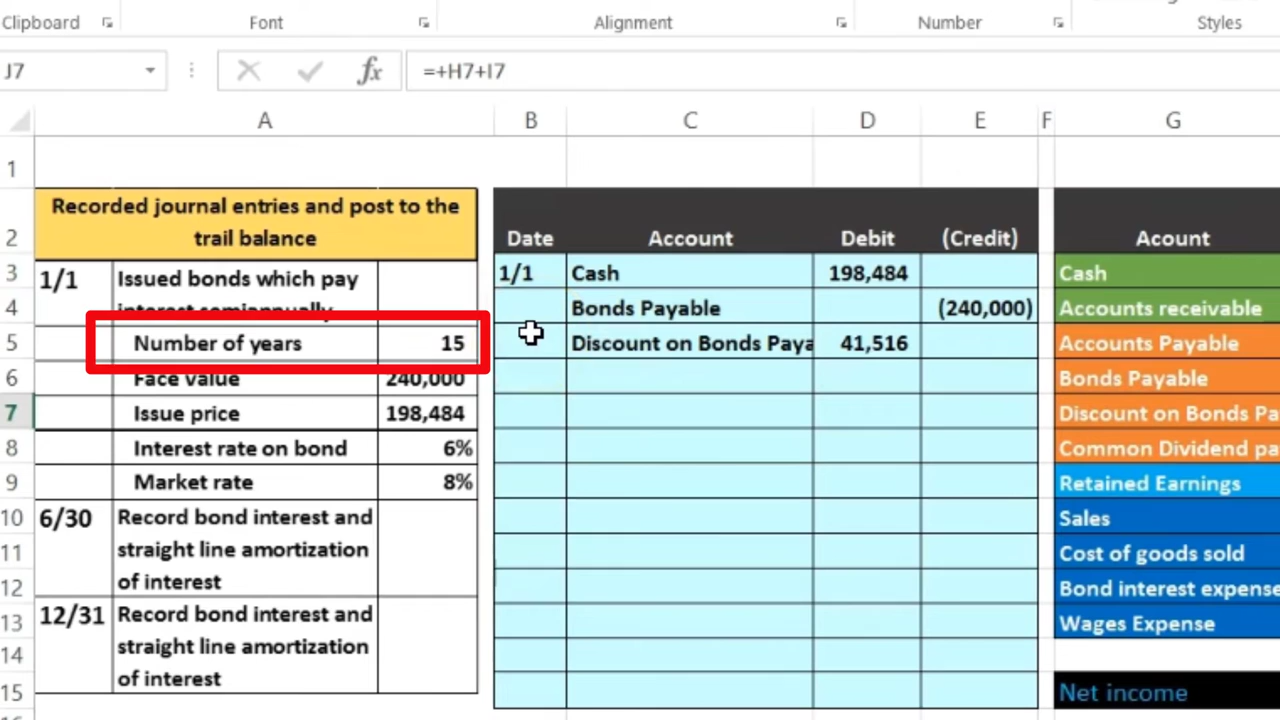 Clipboard Font Alignment Number Styles
J7 fx =+H7+I7
A B C D E F G
1
2 Recorded journal entries and post to the
trail balance Date Account Debit (Credit) Acount
3 1/1 Issued bonds which pay 1/1 Cash 198,484 Cash
4 interest semiannually Bonds Payable (240,000) Accounts receivable
5 Number of years 15 Discount on Bonds Paya 41,516 Accounts Payable
6 Face value 240,000 Bonds Payable
7 Issue price 198,484 Discount on Bonds Pa
8 Interest rate on bond 6% Common Dividend pa
9 Market rate 8% Retained Earnings
10 6/30 Record bond interest and Sales
11 straight line amortization Cost of goods sold
12 of interest Bond interest expense
13 12/31 Record bond interest and Wages Expense
14 straight line amortization
15 of interest Net income